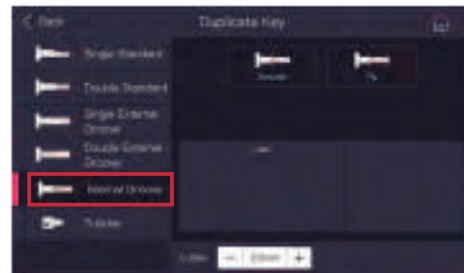 Back
Duplicate Key
Single Standard
Double Standard
Single External
Groove
Double External
Groove
Internal Groove
Tubular
Cutter